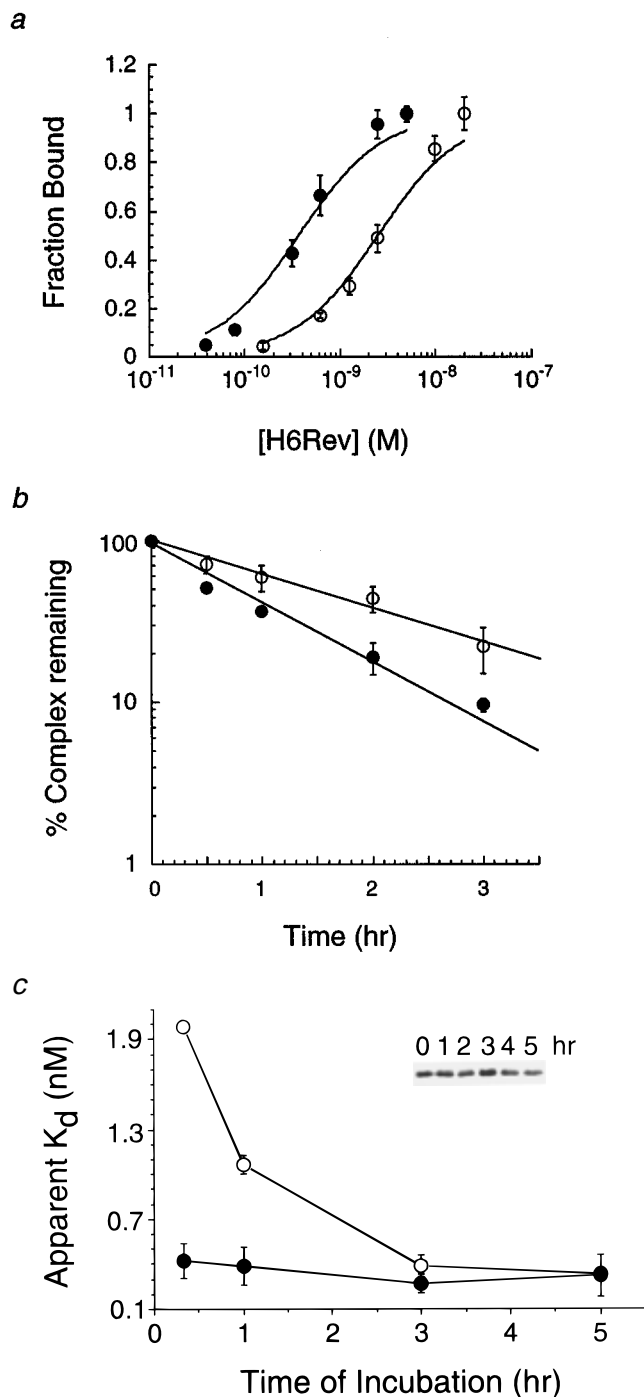 a
1.2
1
0.8
0.6
0.4
0.2
0
10⁻¹¹ 10⁻¹⁰ 10⁻⁹ 10⁻⁸ 10⁻⁷
Fraction Bound
[H6Rev] (M)
b
100
10
1
0 1 2 3
% Complex remaining
Time (hr)
c
1.9
1.3
0.7
0.1
0 1 2 3 4 5 hr
0 1 2 3 4 5
Apparent Kd (nM)
Time of Incubation (hr)